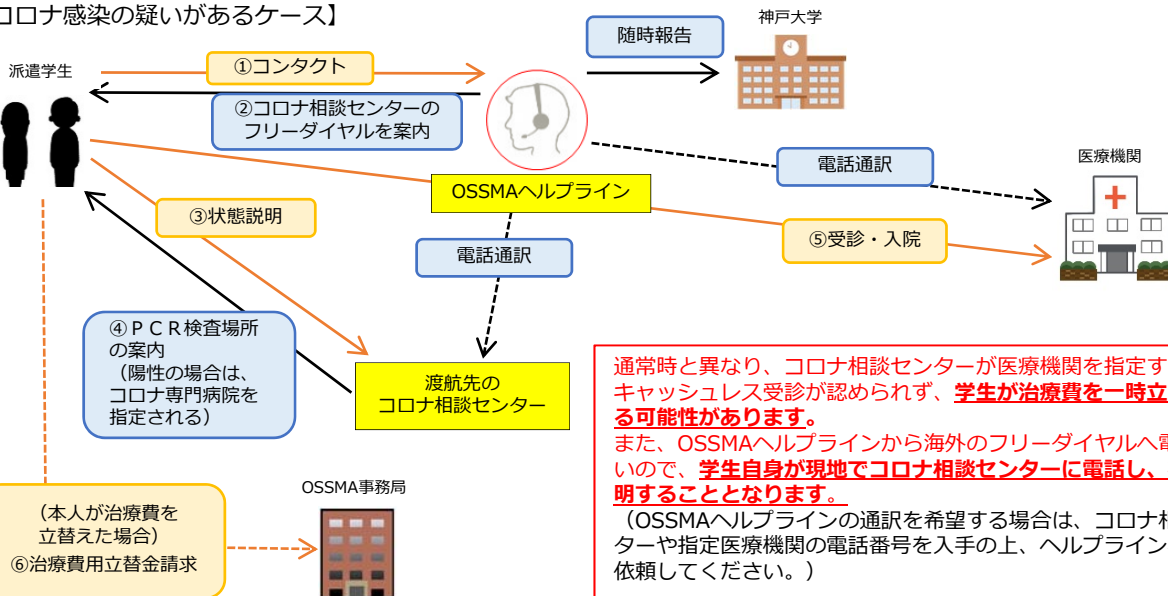 コロナ感染の疑いがあるケース】
神戸大学
随時報告
派遣学生
①コンタクト
②コロナ相談センターの
フリーダイヤルを案内
電話通訳
医療機関
OSSMAヘルプライン
③状態説明
⑤受診・入院
電話通訳
④ＰＣＲ検査場所
の案内
（陽性の場合は、
コロナ専門病院を
指定される）
渡航先の
コロナ相談センター
通常時と異なり、コロナ相談センターが医療機関を指定す
キャッシュレス受診が認められず、学生が治療費を一時立
る可能性があります。
また、OSSMAヘルプラインから海外のフリーダイヤルへ電
いので、学生自身が現地でコロナ相談センターに電話し、
明することとなります。
（OSSMAヘルプラインの通訳を希望する場合は、コロナ相
ターや指定医療機関の電話番号を入手の上、ヘルプライン
依頼してください。）
OSSMA事務局
（本人が治療費を
立替えた場合）
⑥治療費用立替金請求